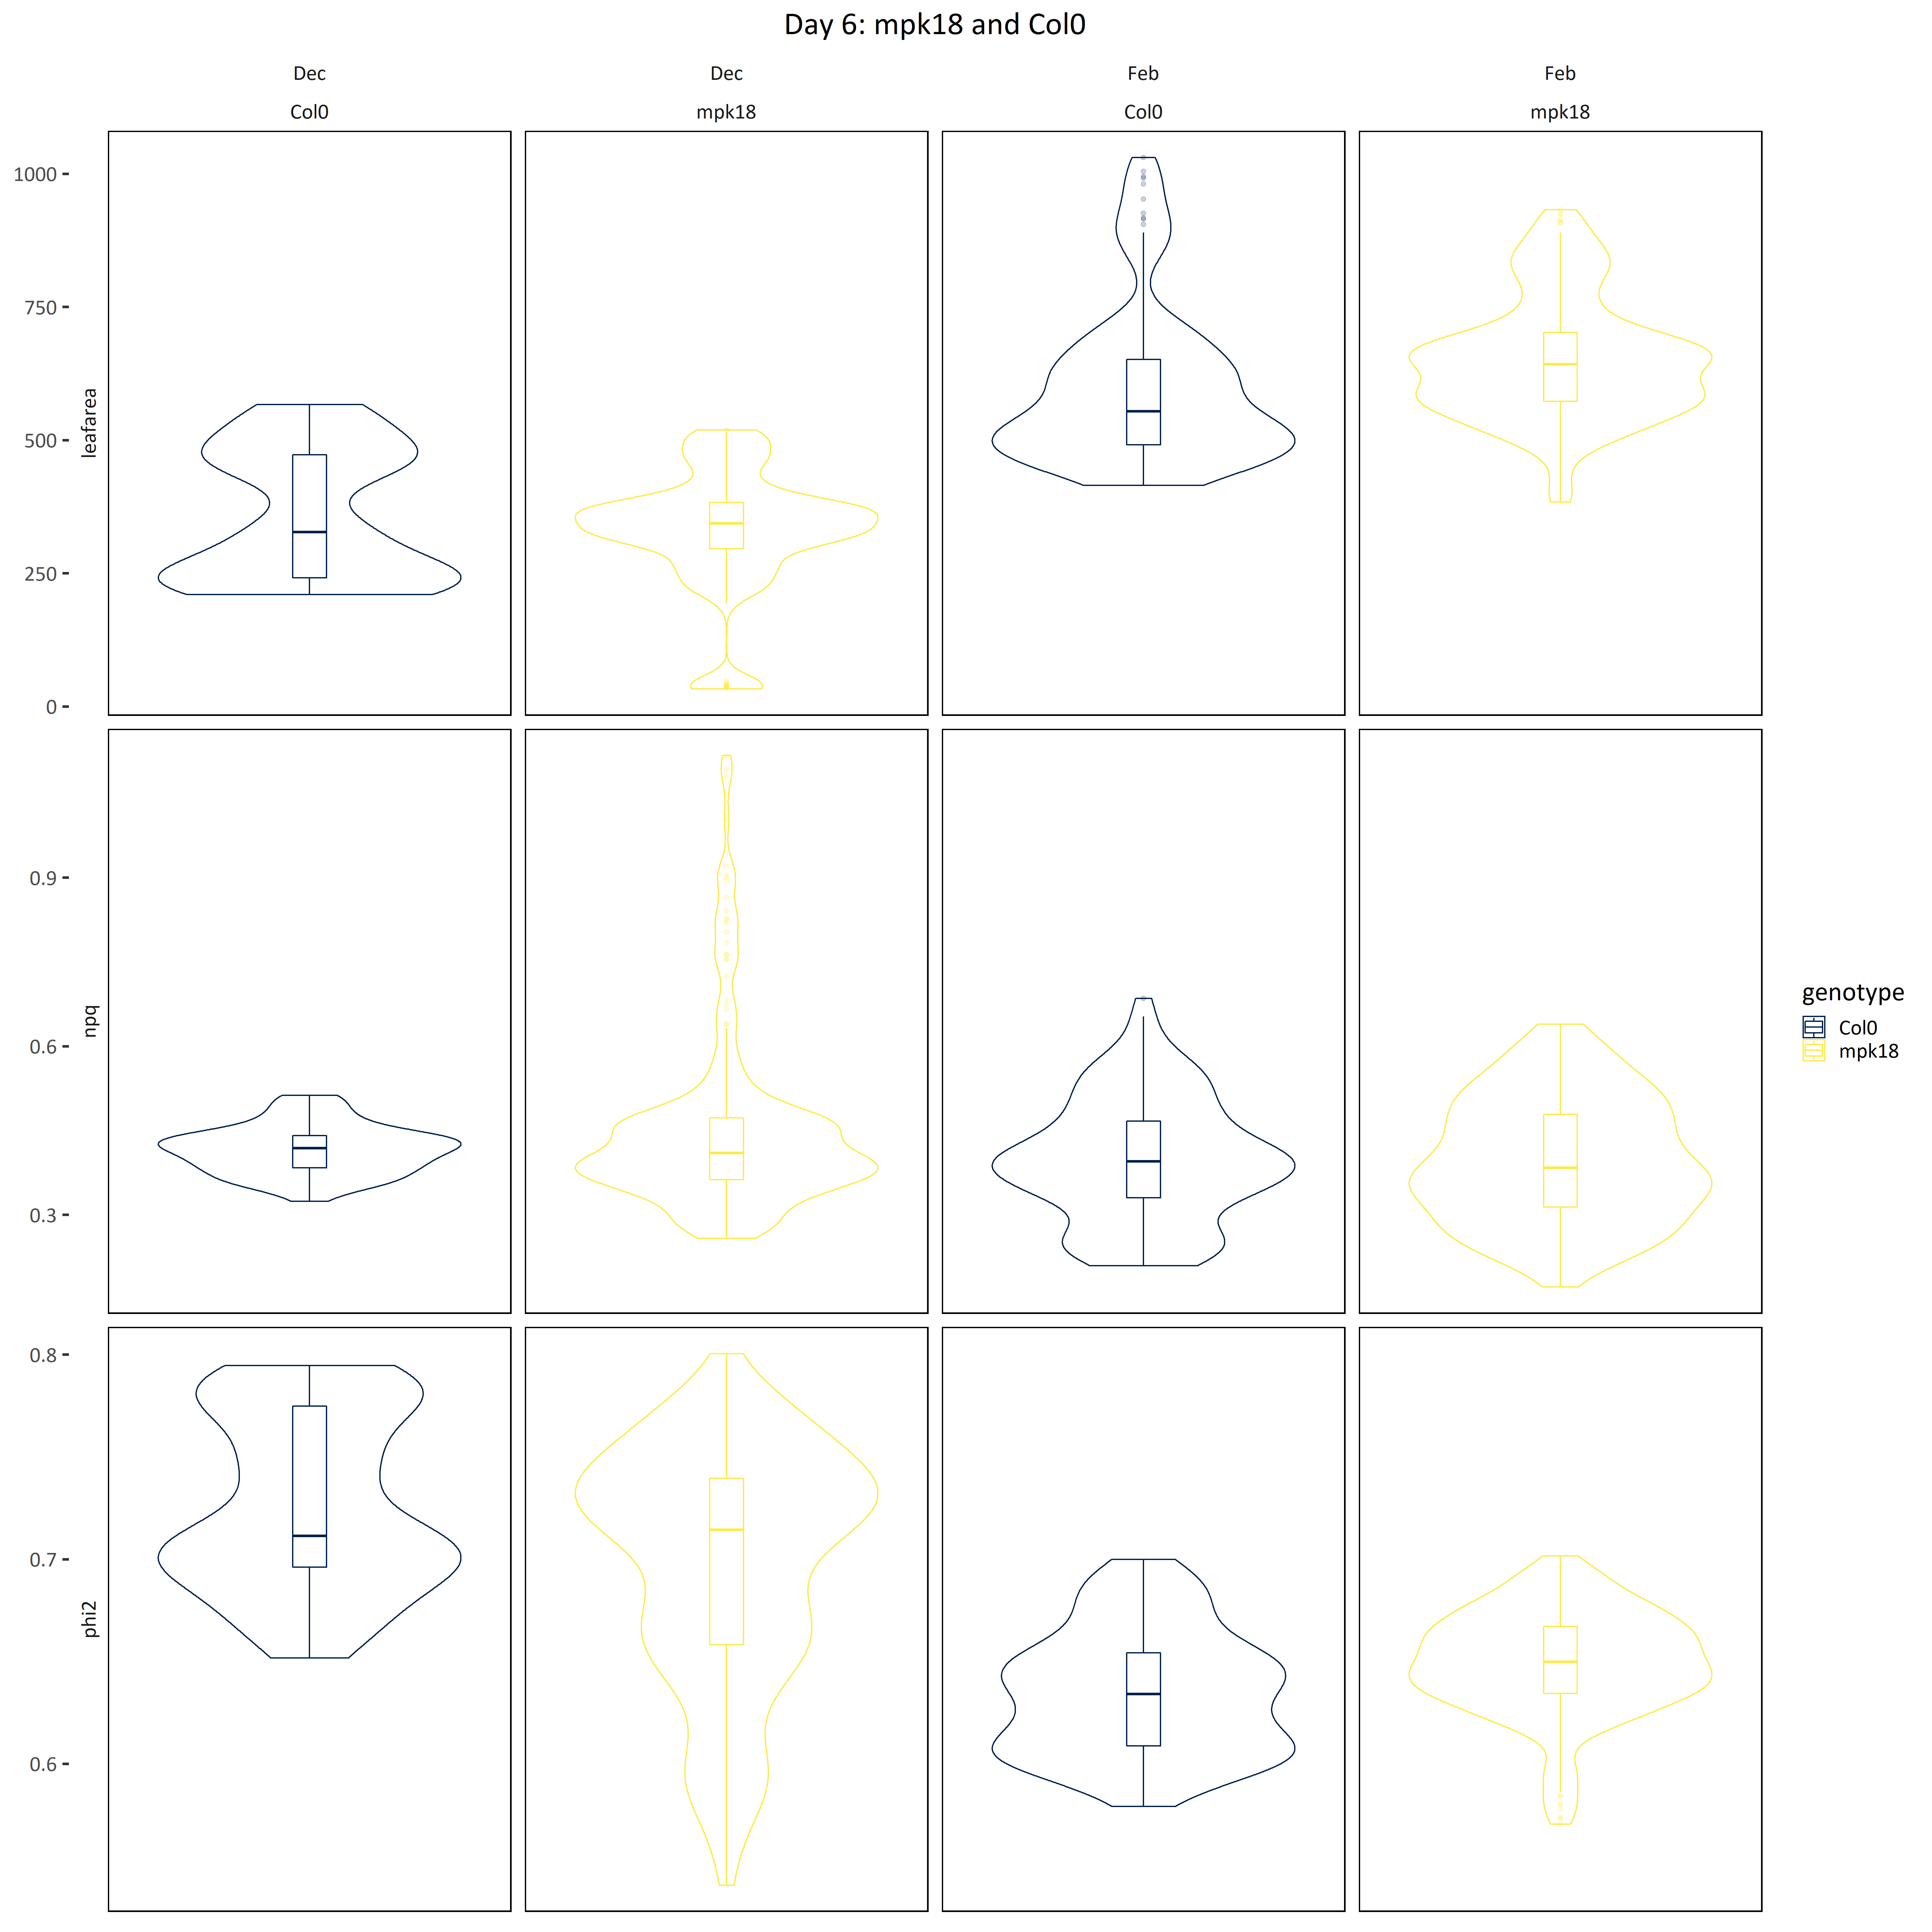 Day 6: mpk18 and Col0
Dec
Dec
Feb
Feb
Col0
mpk18
Col0
mpk18
1000
750
500
250
0
leafarea
0.9
0.6
0.3
npq
0.8
0.7
0.6
phi2
genotype
Col0
mpk18